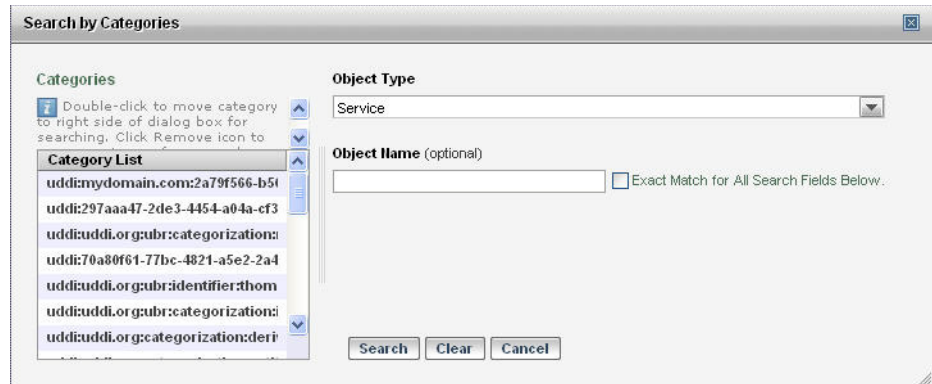 Search by Categories
Categories
Double-click to move category
to right side of dialog box for
searching. Click Remove icon to
Category List
uddi:mydomain.com:2a79f566-b5
uddi:297aaa47-2de3-4454-a04a-cf3
uddi:uddi.org:ubr:categorization:
uddi:70a80f61-77bc-4821-a5e2-2a4
uddi:uddi.org:ubr:identifier:thom
uddi:uddi.org:ubr:categorization:i
uddi:uddi.org:categorization:deri
Object Type
Service
Object Name (optional)
Exact Match for All Search Fields Below.
Search Clear Cancel